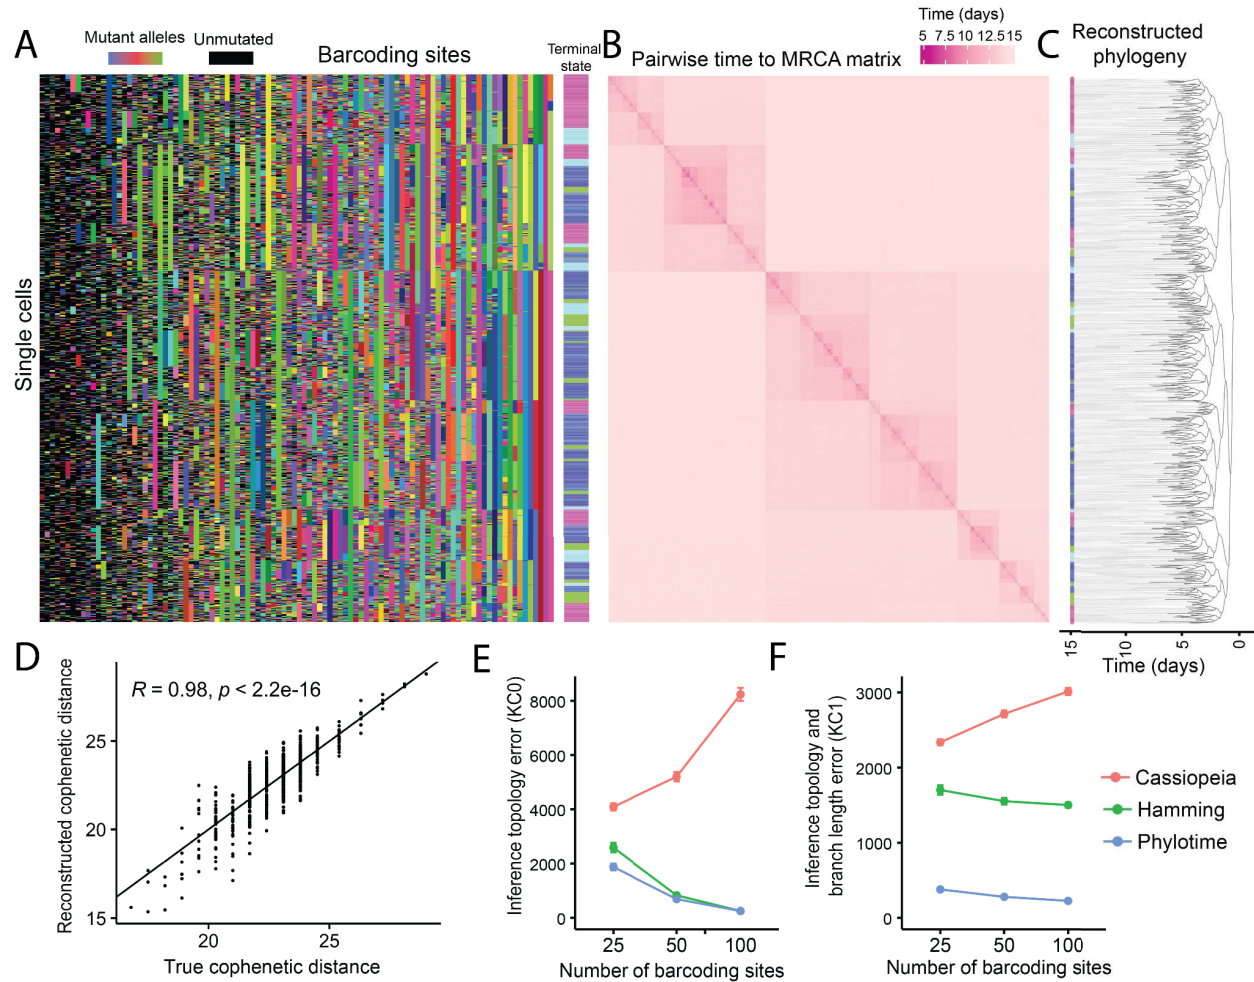 A
Mutant alleles
Unmutated
Barcoding sites
Terminal
state
Single cells
B
Pairwise time to MRCA matrix
Time (days)
5 7.5 10 12.5 15
C
Reconstructed
phylogeny
15 10 5 0
Time (days)
D
R = 0.98, p < 2.2e-16
Reconstructed cophenetic distance
25
20
15
20 25
True cophenetic distance
E
Inference topology error (KC0)
8000
6000
4000
2000
0
25 50 100
Number of barcoding sites
F
Inference topology and
branch length error (KC1)
3000
2000
1000
0
25 50 100
Number of barcoding sites
Cassiopeia
Hamming
Phylotime